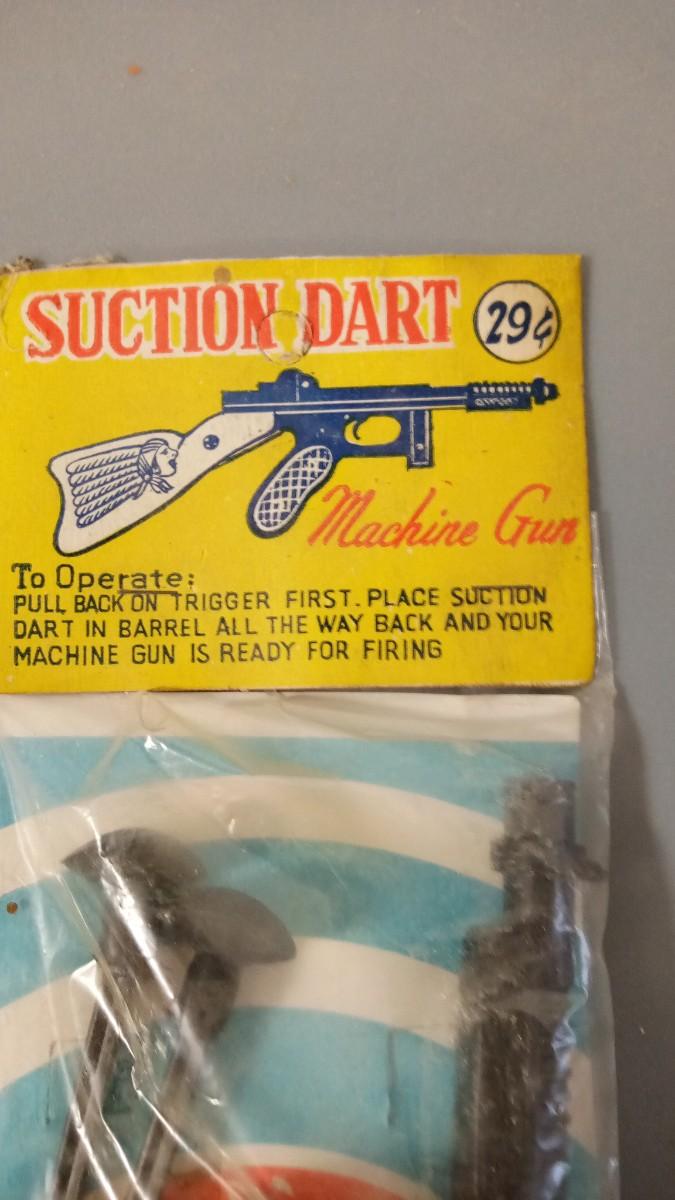 SUCTION DART 29¢
Machine Gun
To Operate:
PULL BACK ON TRIGGER FIRST. PLACE SUCTION
DART IN BARREL ALL THE WAY BACK AND YOUR
MACHINE GUN IS READY FOR FIRING